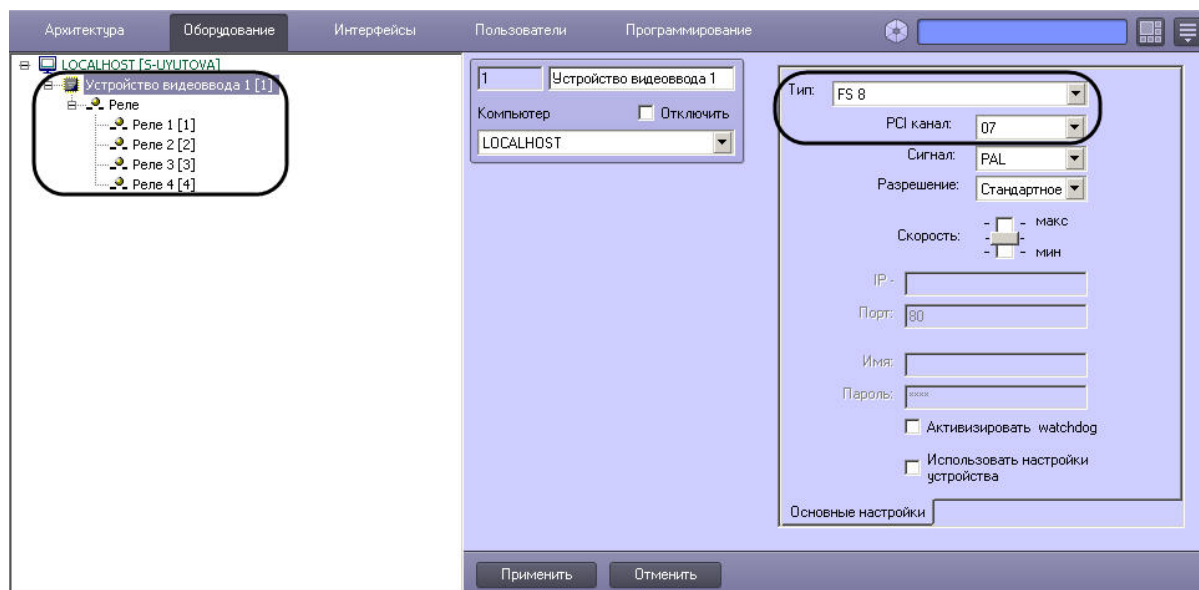 Архитектура Оборудование Интерфейсы Пользователи Программирование
LOCALHOST [S-UYUTOVA]
Устройство видеоввода 1 [1]
Реле
Реле 1 [1]
Реле 2 [2]
Реле 3 [3]
Реле 4 [4]
1 Устройство видеоввода 1
Компьютер Отключить
LOCALHOST
Тип: FS 8
PCI канал: 07
Сигнал: PAL
Разрешение: Стандартное
Скорость: - - макс
- -
- - мин
IP -
Порт: 80
Имя:
Пароль: ××××
Активизировать watchdog
Использовать настройки
устройства
Основные настройки
Применить Отменить